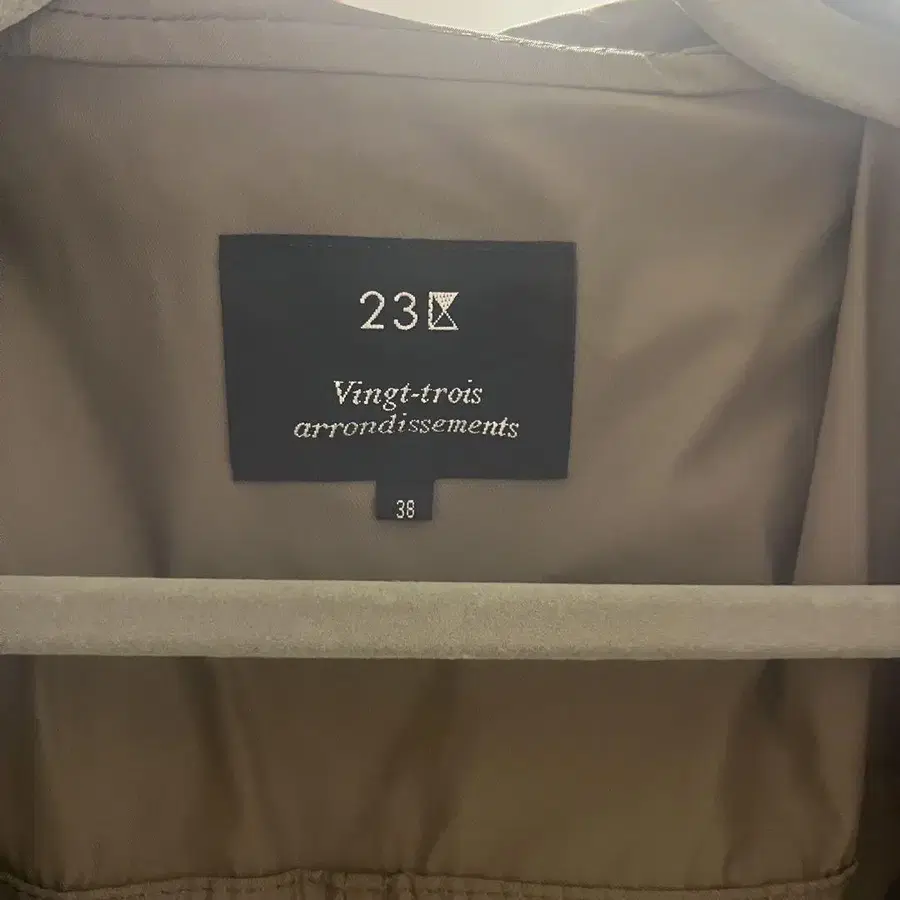 23区
Vingt-trois
arrondissements
38